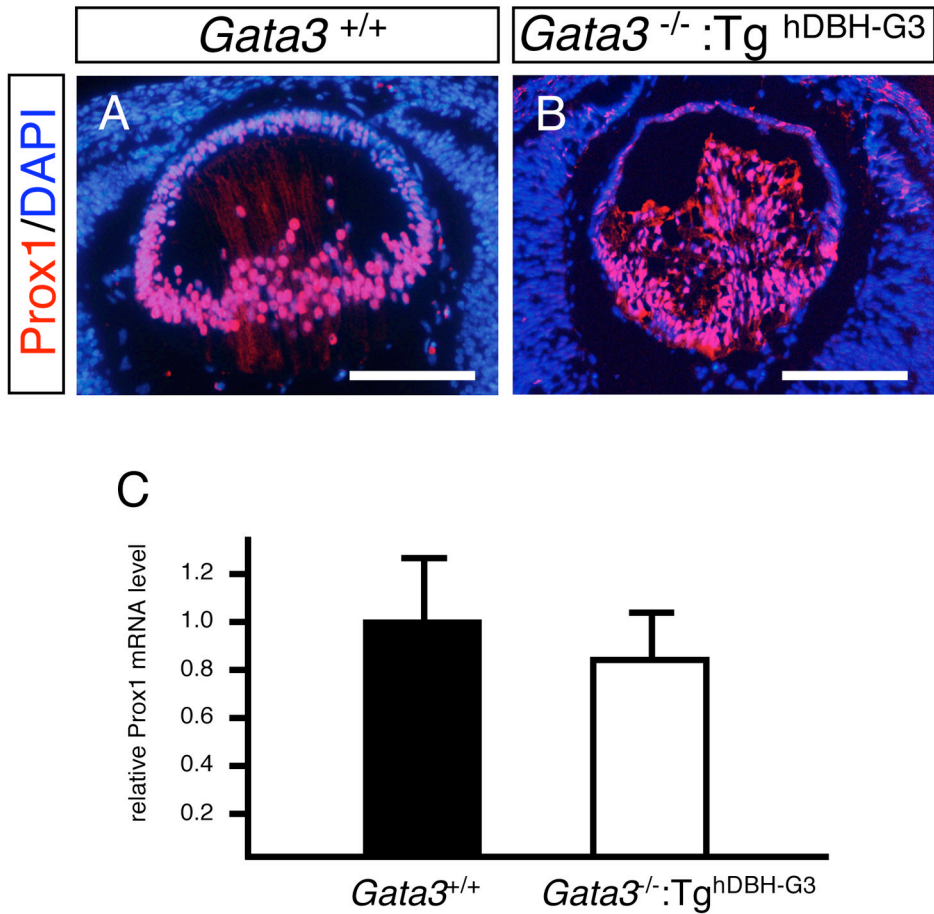 Gata3 +/+
Gata3 -/- :Tg hDBH-G3
Prox1/DAPI
A
B
C
relative Prox1 mRNA level
1.2
1.0
0.8
0.6
0.4
0.2
Gata3+/+
Gata3-/-:TghDBH-G3